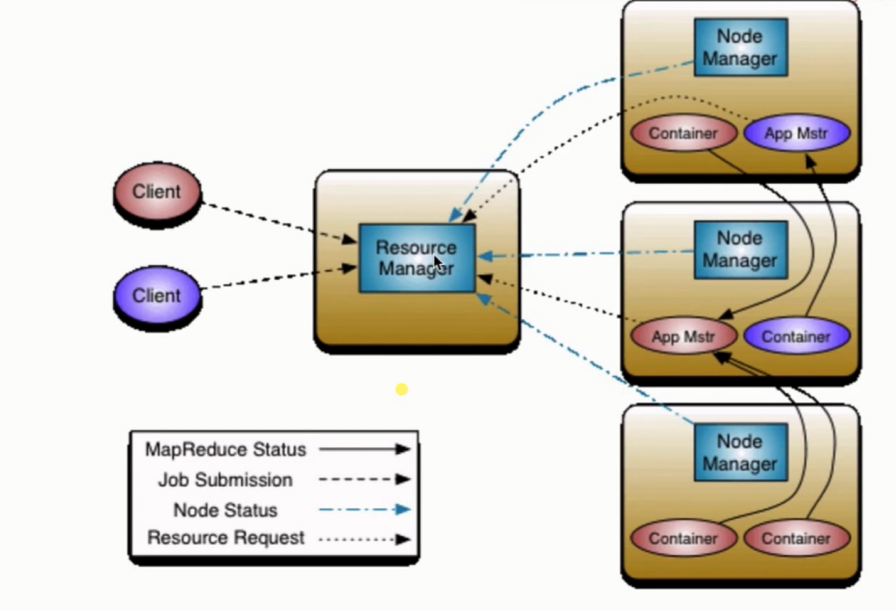 Node
Manager
Container
App Mstr
Client
Resource
Manager
Client
Node
Manager
App Mstr
Container
Node
Manager
Container
Container
MapReduce Status
Job Submission
Node Status
Resource Request